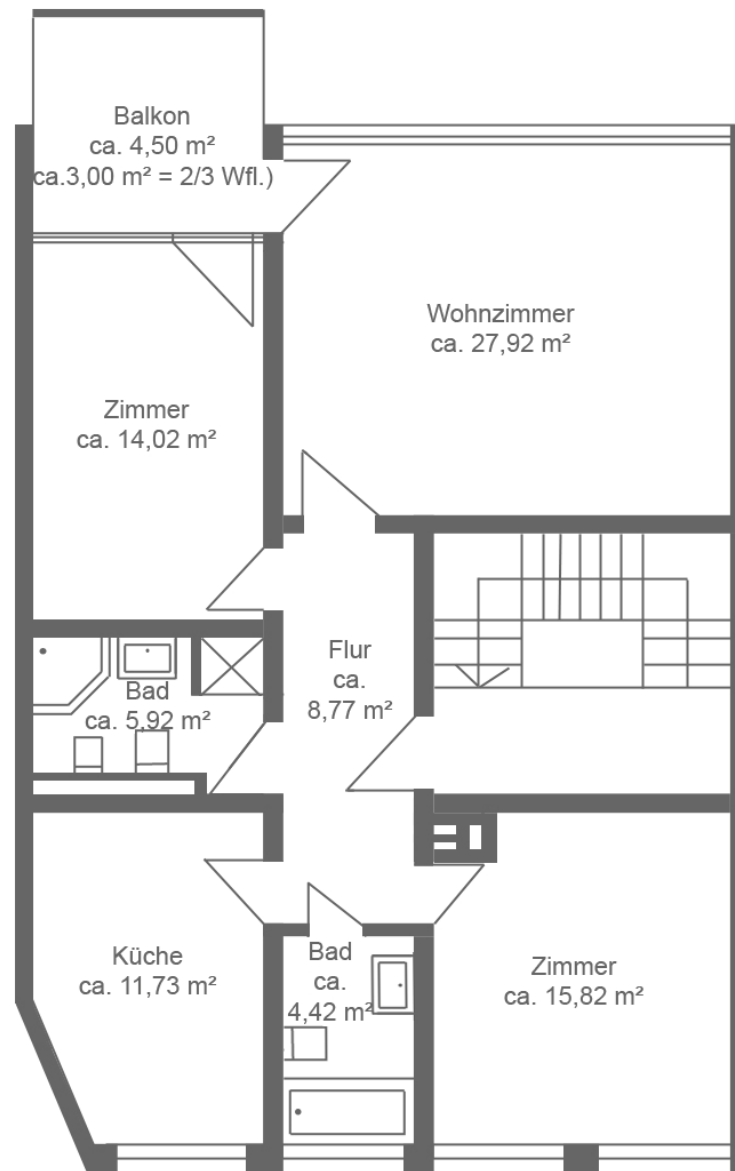 Balkon
ca. 4,50 m²
ca.3,00 m² = 2/3 Wfl.)
Wohnzimmer
ca. 27,92 m²
Zimmer
ca. 14,02 m²
Flur
ca.
8,77 m²
Bad
ca. 5,92 m²
Küche
ca. 11,73 m²
Bad
ca.
4,42 m²
Zimmer
ca. 15,82 m²